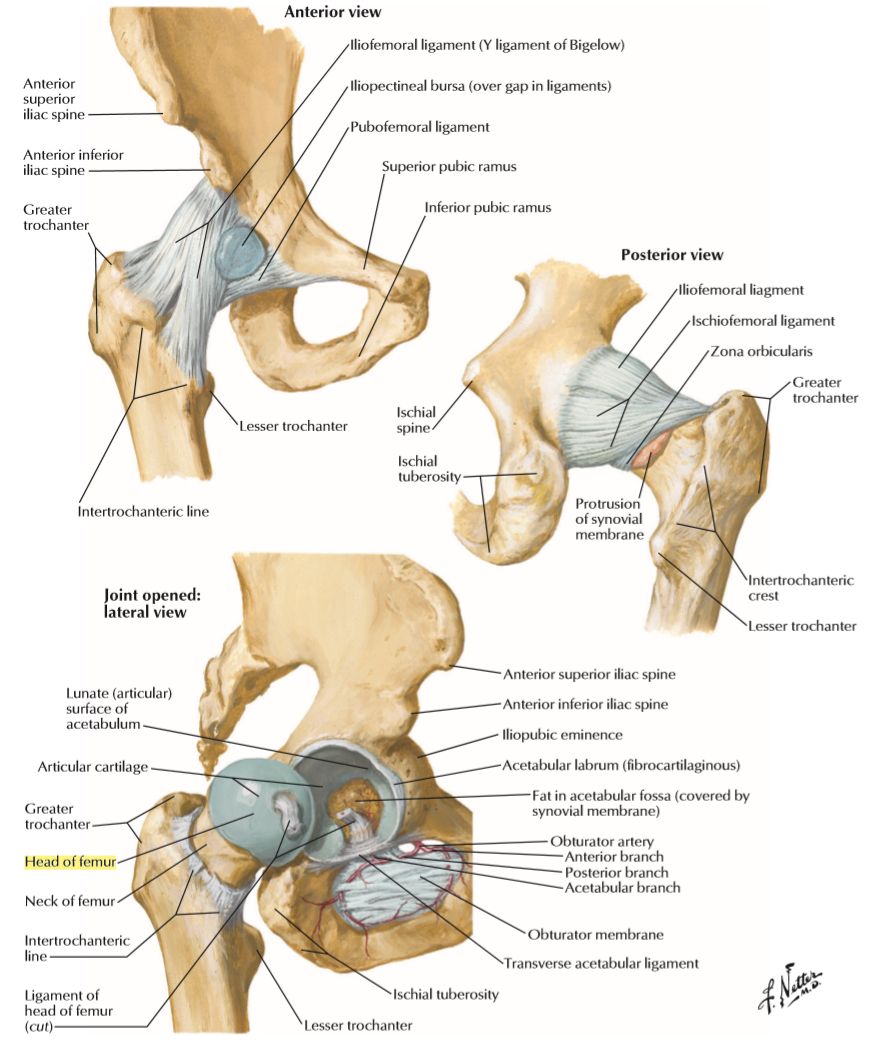 Anterior view
Iliofemoral ligament (Y ligament of Bigelow)
Iliopectineal bursa (over gap in ligaments)
Pubofemoral ligament
Superior pubic ramus
Inferior pubic ramus
Anterior
superior
iliac spine
Anterior inferior
iliac spine
Greater
trochanter
Lesser trochanter
Intertrochanteric line
Posterior view
Iliofemoral liagment
Ischiofemoral ligament
Zona orbicularis
Greater
trochanter
Ischial
spine
Ischial
tuberosity
Protrusion
of synovial
membrane
Intertrochanteric
crest
Lesser trochanter
Joint opened:
lateral view
Lunate (articular)
surface of
acetabulum
Articular cartilage
Greater
trochanter
Head of femur
Neck of femur
Intertrochanteric
line
Ligament of
head of femur
(cut)
Anterior superior iliac spine
Anterior inferior iliac spine
Iliopubic eminence
Acetabular labrum (fibrocartilaginous)
Fat in acetabular fossa (covered by
synovial membrane)
Obturator artery
Anterior branch
Posterior branch
Acetabular branch
Obturator membrane
Transverse acetabular ligament
Ischial tuberosity
Lesser trochanter
F. Netter
M.D.